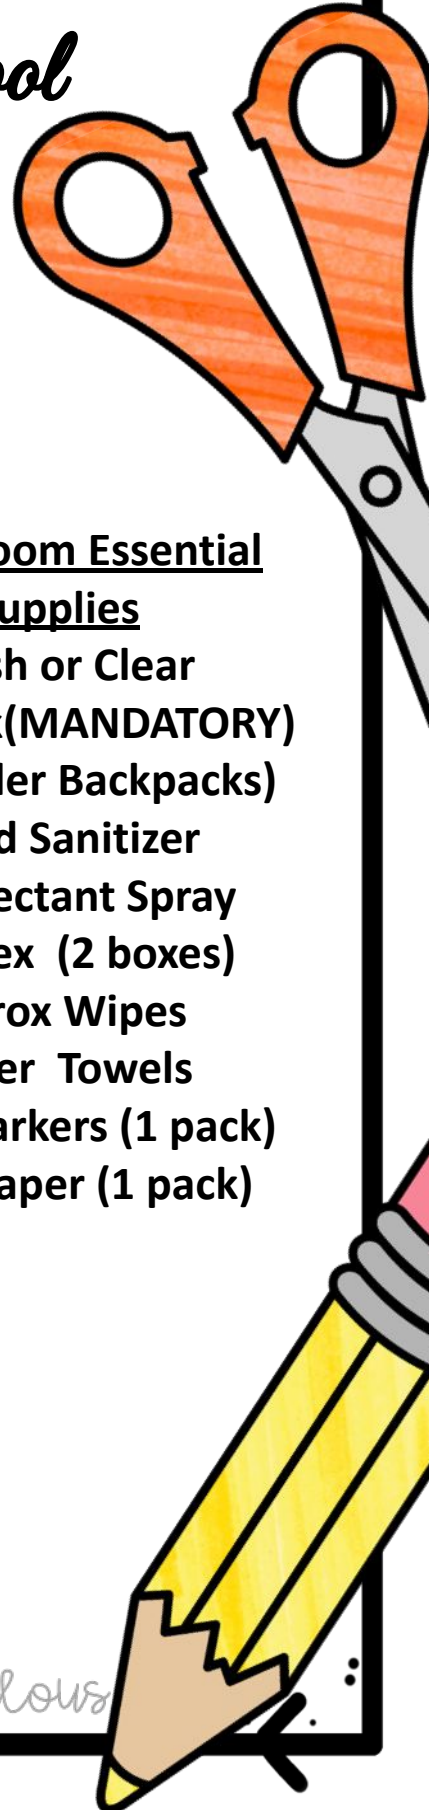 ool
oom Essential
upplies
sh or Clear
(MANDATORY)
ler Backpacks)
d Sanitizer
ectant Spray
ex (2 boxes)
rox Wipes
er Towels
arkers (1 pack)
aper (1 pack)
lous